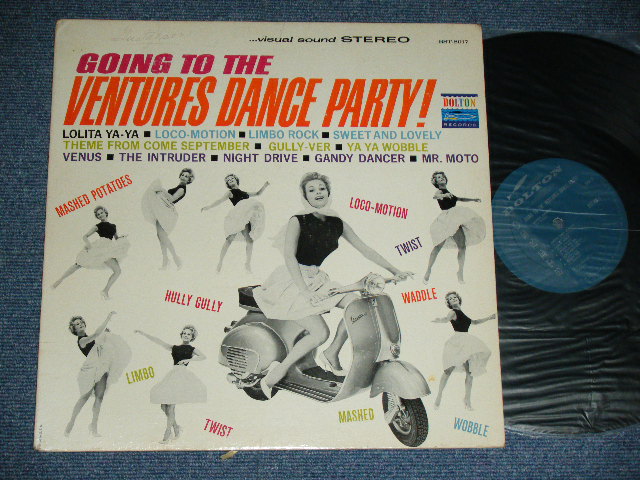 ...visual sound STEREO
GOING TO THE
VENTURES DANCE PARTY!
DOLTON
RECORDS
LOLITA YA-YA ■ LOCO-MOTION ■ LIMBO ROCK ■ SWEET AND LOVELY
THEME FROM COME SEPTEMBER ■ GULLY-VER ■ YA YA WOBBLE
VENUS ■ THE INTRUDER ■ NIGHT DRIVE ■ GANDY DANCER ■ MR. MOTO
MASHED POTATOES
LOCO-MOTION
TWIST
HULLY GULLY
WADDLE
LIMBO
MASHED
TWIST
WOBBLE
DOLTON